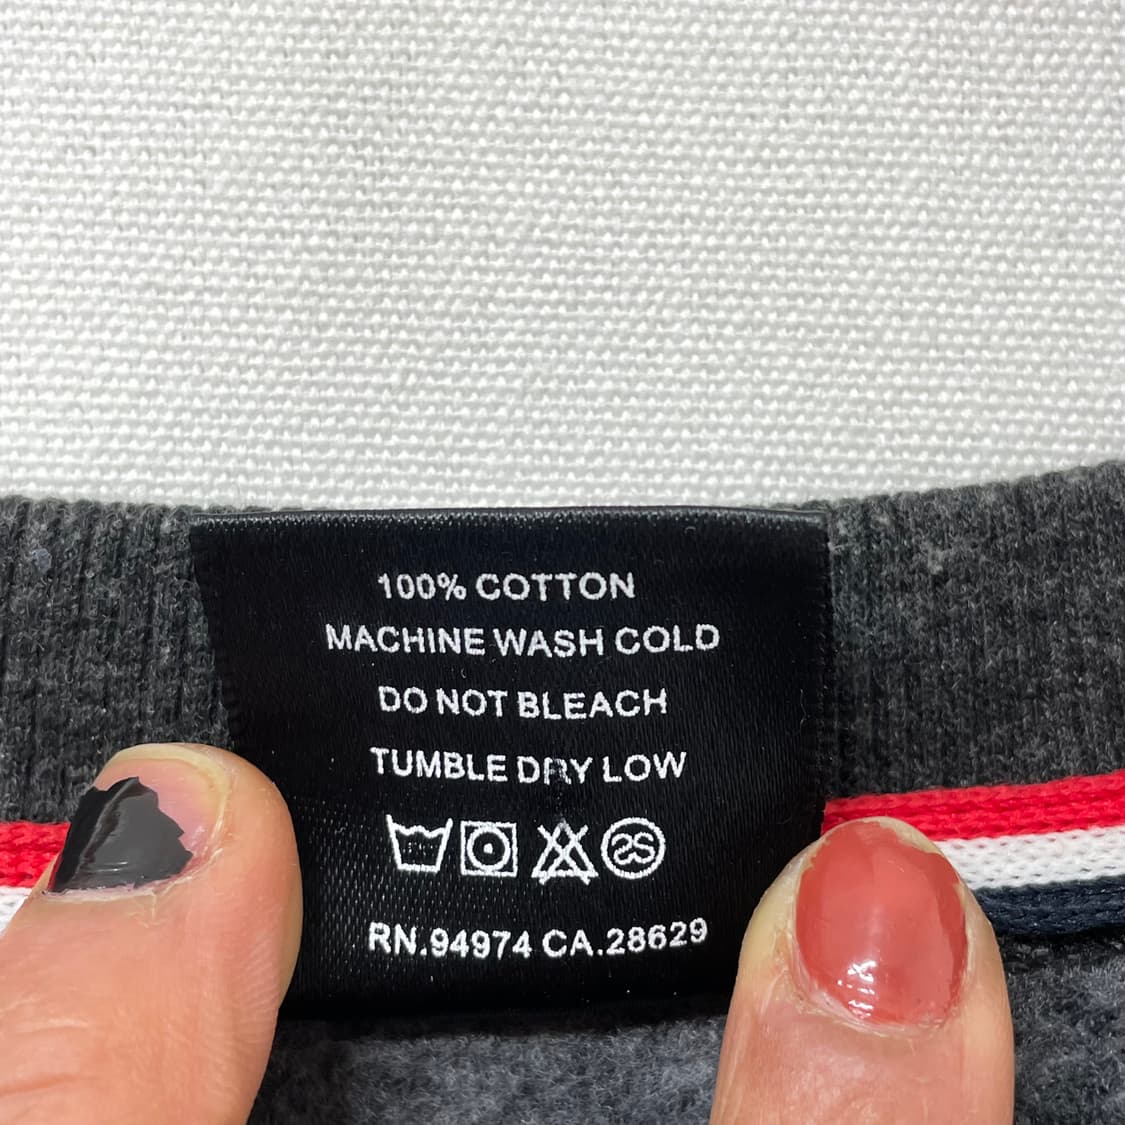 100% COTTON
MACHINE WASH COLD
DO NOT BLEACH
TUMBLE DRY LOW
RN.94974 CA.28629